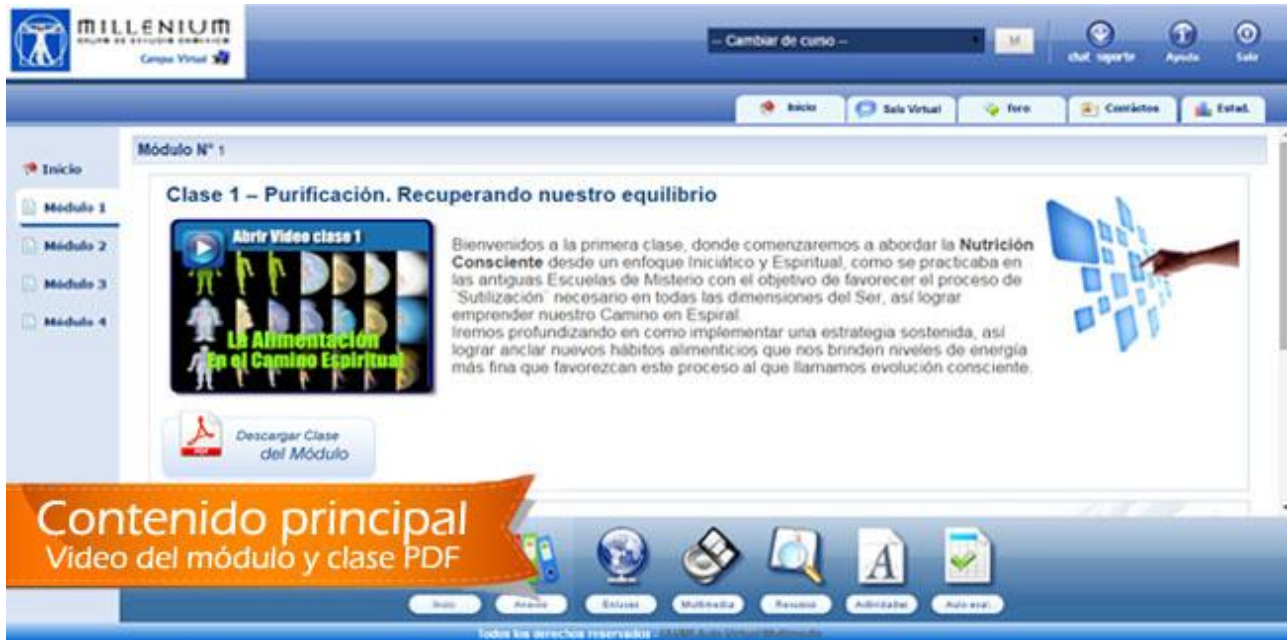 MILLENIUM
Campus Virtual
-- Cambiar de curso --
chat soporte
Ayuda
Salir
Inicio
Sala Virtual
foro
Contáctos
Estad.
Módulo N° 1
Inicio
Módulo 1
Módulo 2
Módulo 3
Módulo 4
Clase 1 – Purificación. Recuperando nuestro equilibrio
Abrir Video clase 1
La Alimentación
En el Camino Espiritual
Bienvenidos a la primera clase, donde comenzaremos a abordar la Nutrición
Consciente desde un enfoque Iniciático y Espiritual, como se practicaba en
las antiguas Escuelas de Misterio con el objetivo de favorecer el proceso de
¨Sutilización¨ necesario en todas las dimensiones del Ser, así lograr
emprender nuestro Camino en Espiral.
Iremos profundizando en como implementar una estrategia sostenida, así
lograr anclar nuevos hábitos alimenticios que nos brinden niveles de energía
más fina que favorezcan este proceso al que llamamos evolución consciente.
PDF
Descargar Clase
del Módulo
Contenido principal
Video del módulo y clase PDF
A
Inicio
Anexos
Enlaces
Multimedia
Recursos
Actividades
Auto eval.
Todos los derechos reservados -